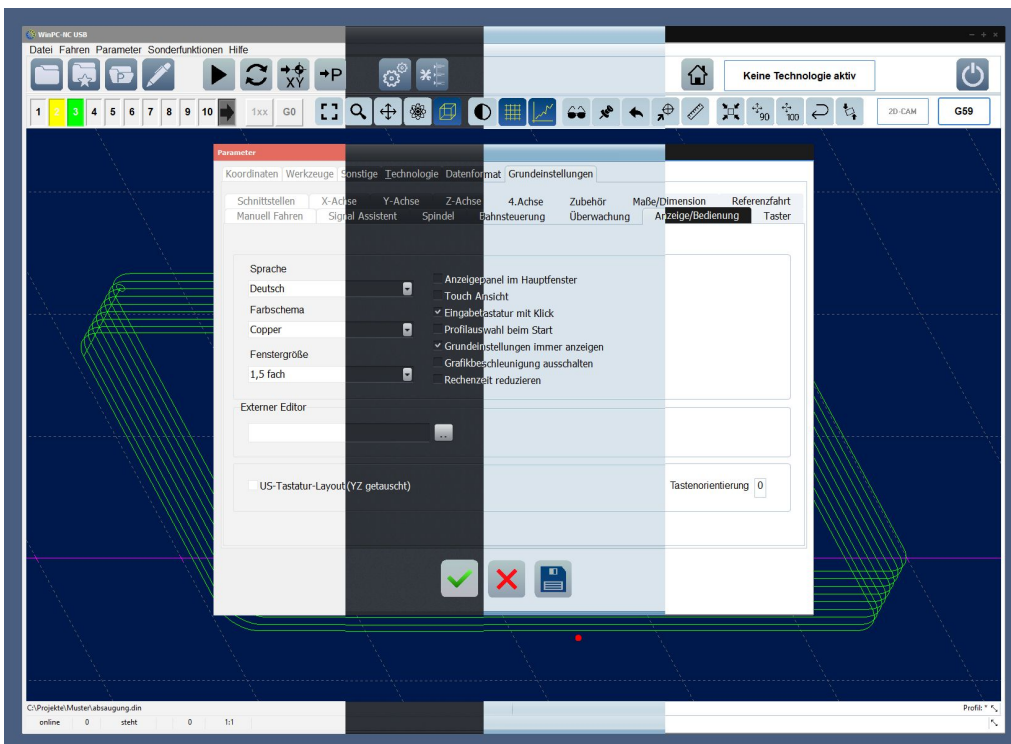 WinPC-NC USB
Datei Fahren Parameter Sonderfunktionen Hilfe
P XY P Keine Technologie aktiv
1 2 3 4 5 6 7 8 9 10 1xx G0 90 100 2D-CAM G59
Parameter
Koordinaten Werkzeuge Sonstige Technologie Datenformat Grundeinstellungen
Schnittstellen X-Achse Y-Achse Z-Achse 4.Achse Zubehör Maße/Dimension Referenzfahrt
Manuell Fahren Signal Assistent Spindel Bahnsteuerung Überwachung Anzeige/Bedienung Taster
Sprache
Deutsch
Farbschema
Copper
Fenstergröße
1,5 fach
Anzeigepanel im Hauptfenster
Touch Ansicht
Eingabetastatur mit Klick
Profilauswahl beim Start
Grundeinstellungen immer anzeigen
Grafikbeschleunigung ausschalten
Rechenzeit reduzieren
Externer Editor
..
US-Tastatur-Layout (YZ getauscht) Tastenorientierung 0
C:\Projekte\Muster\absaugung.din Profil: *
online 0 steht 0 1:1